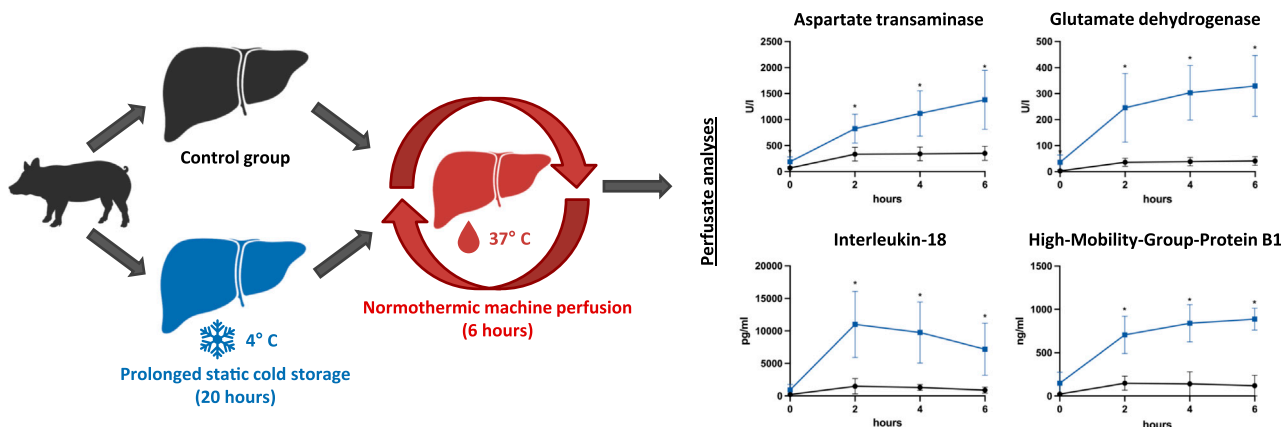 Control group
4° C
Prolonged static cold storage
(20 hours)
37° C
Normothermic machine perfusion
(6 hours)
Perfusate analyses
Aspartate transaminase
2500
2000
1500
1000
500
0
U/l
*
*
*
*
0
2
4
6
hours
Glutamate dehydrogenase
500
400
300
200
100
0
U/l
*
*
*
*
0
2
4
6
hours
Interleukin-18
20000
15000
10000
5000
0
pg/ml
*
*
*
0
2
4
6
hours
High-Mobility-Group-Protein B1
1500
1000
500
0
ng/ml
*
*
*
0
2
4
6
hours